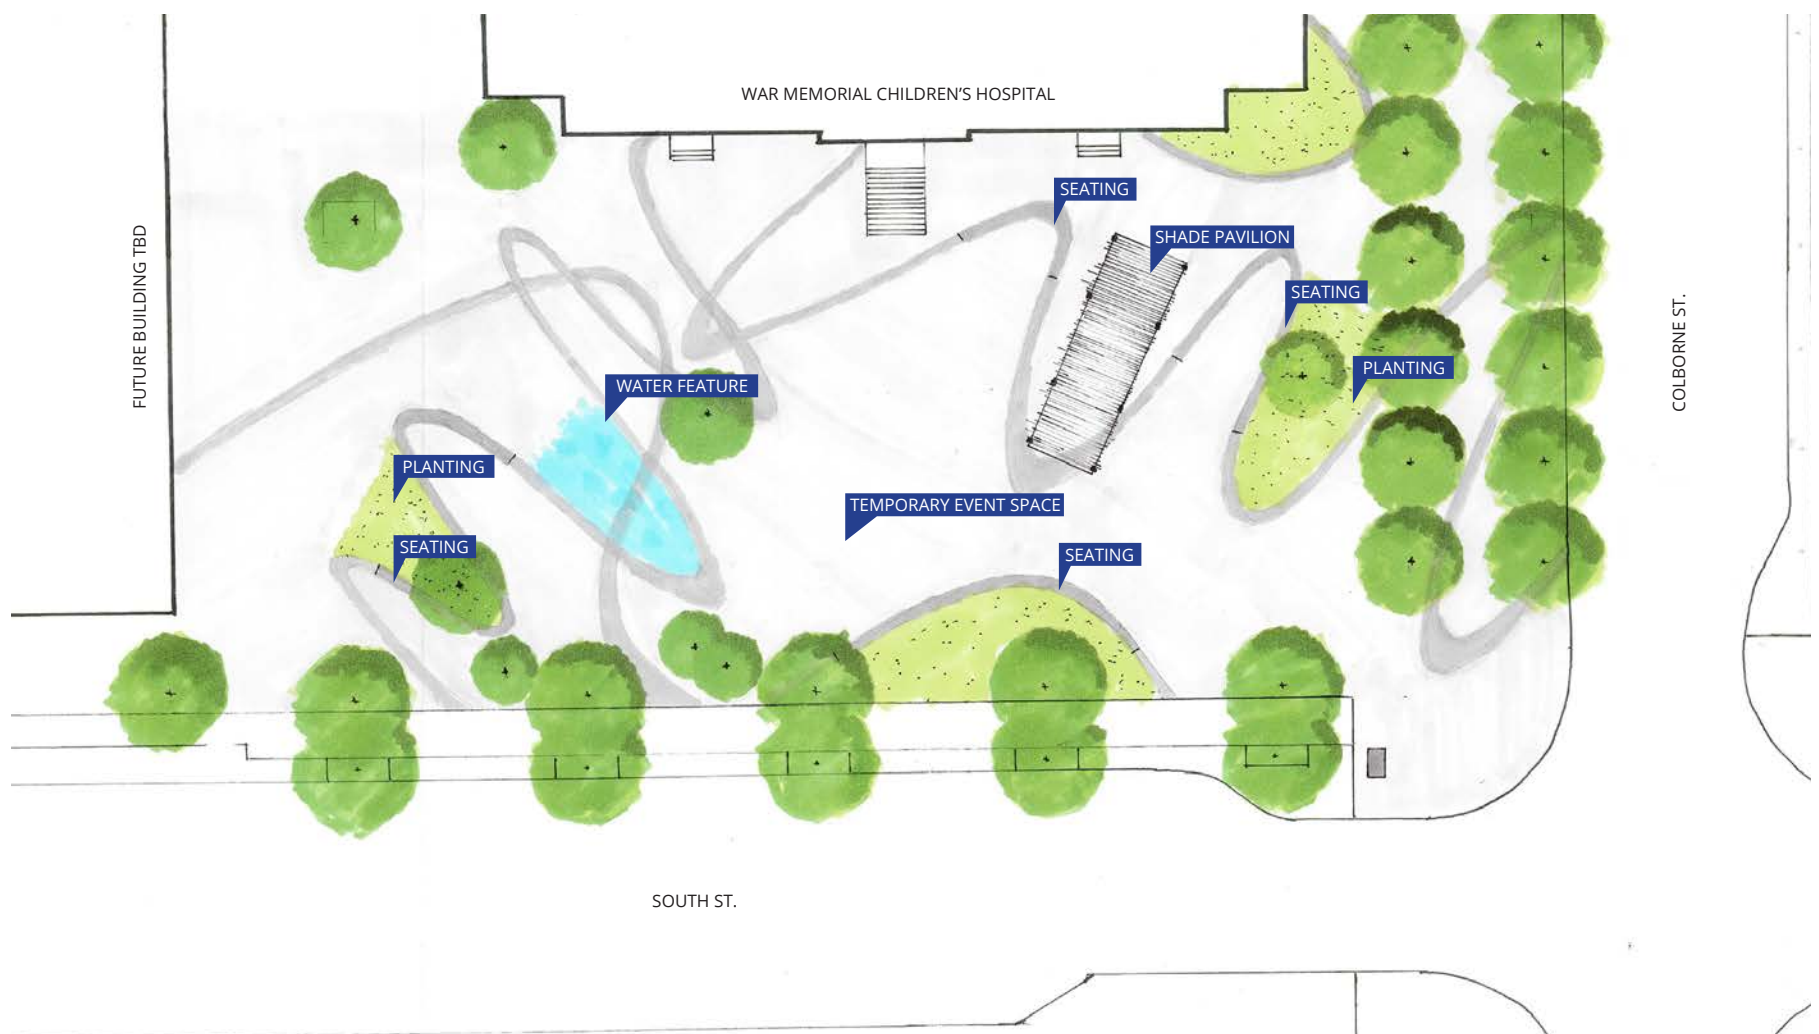 WAR MEMORIAL CHILDREN'S HOSPITAL
SEATING
SHADE PAVILION
SEATING
FUTURE BUILDING TBD
COLBORNE ST.
PLANTING
WATER FEATURE
PLANTING
TEMPORARY EVENT SPACE
SEATING
SEATING
SOUTH ST.